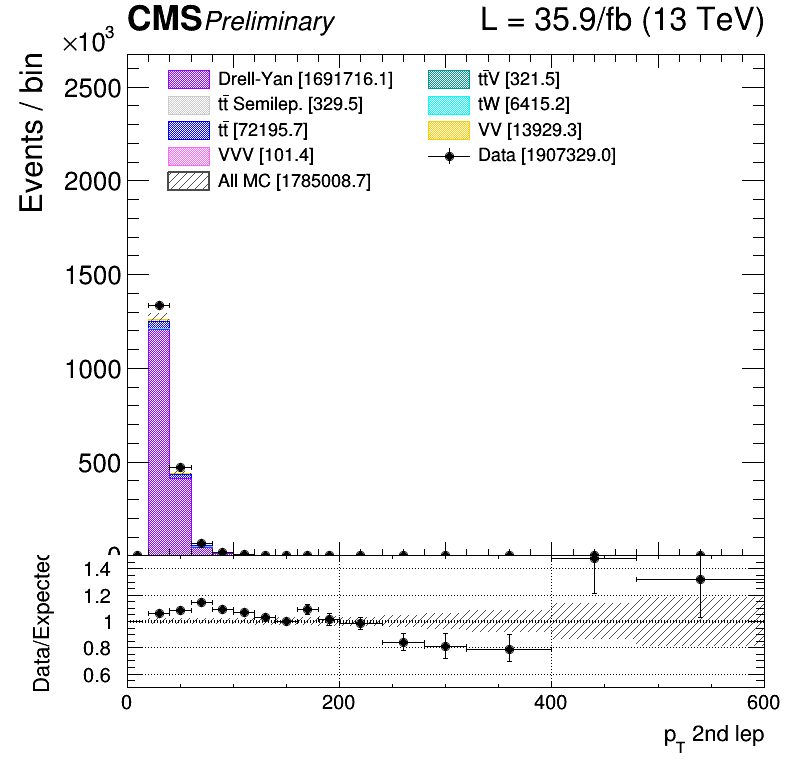 CMS Preliminary L = 35.9/fb (13 TeV)
×10³
Events / bin
2500
2000
1500
1000
500
0
Drell-Yan [1691716.1]
tt̄ Semilep. [329.5]
tt̄ [72195.7]
VVV [101.4]
All MC [1785008.7]
tt̄V [321.5]
tW [6415.2]
VV [13929.3]
Data [1907329.0]
Data/Expected
1.4
1.2
1
0.8
0.6
0 200 400 600
p_T 2nd lep